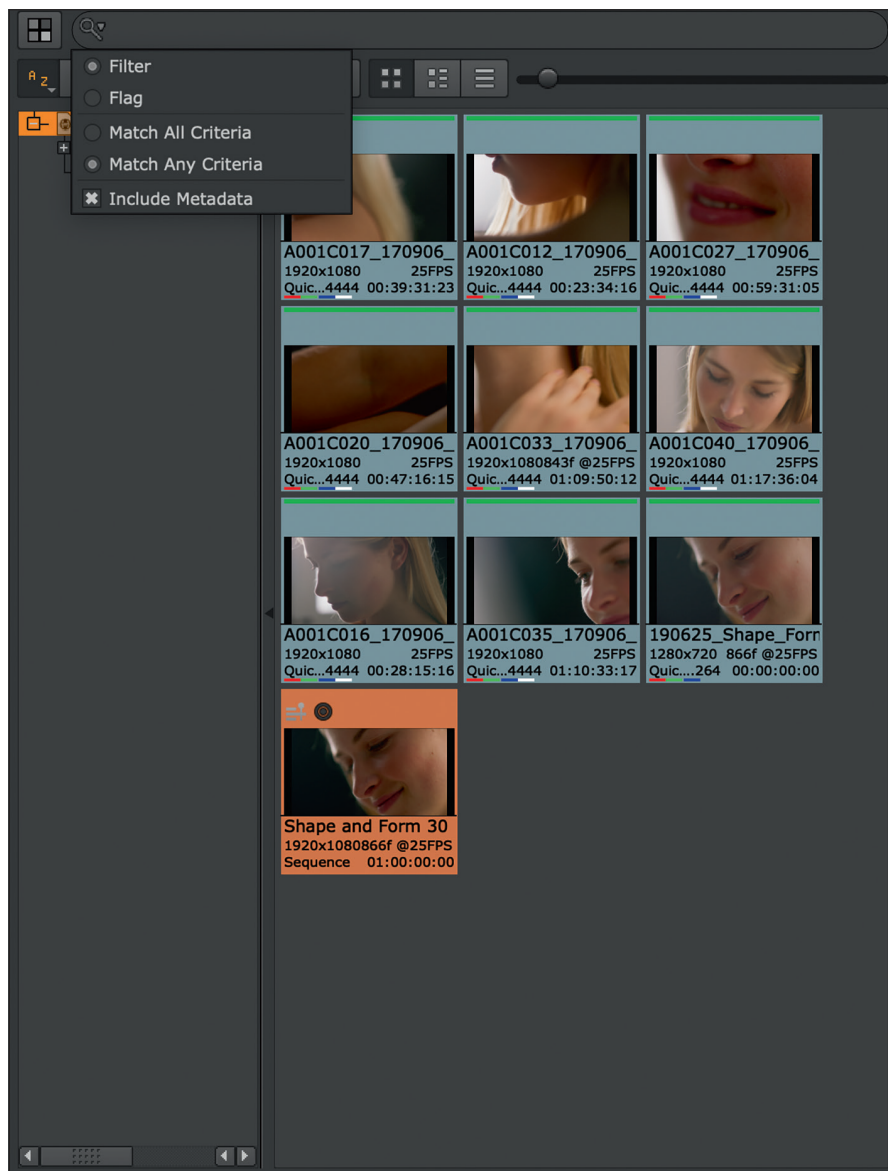 Filter
A Z
Flag
Match All Criteria
Match Any Criteria
Include Metadata
A001C017_170906_
1920x1080 25FPS
Quic...4444 00:39:31:23
A001C012_170906_
1920x1080 25FPS
Quic...4444 00:23:34:16
A001C027_170906_
1920x1080 25FPS
Quic...4444 00:59:31:05
A001C020_170906_
1920x1080 25FPS
Quic...4444 00:47:16:15
A001C033_170906_
1920x1080843f @25FPS
Quic...4444 01:09:50:12
A001C040_170906_
1920x1080 25FPS
Quic...4444 01:17:36:04
A001C016_170906_
1920x1080 25FPS
Quic...4444 00:28:15:16
A001C035_170906_
1920x1080 25FPS
Quic...4444 01:10:33:17
190625_Shape_Forn
1280x720 866f @25FPS
Quic....264 00:00:00:00
Shape and Form 30
1920x1080866f @25FPS
Sequence 01:00:00:00